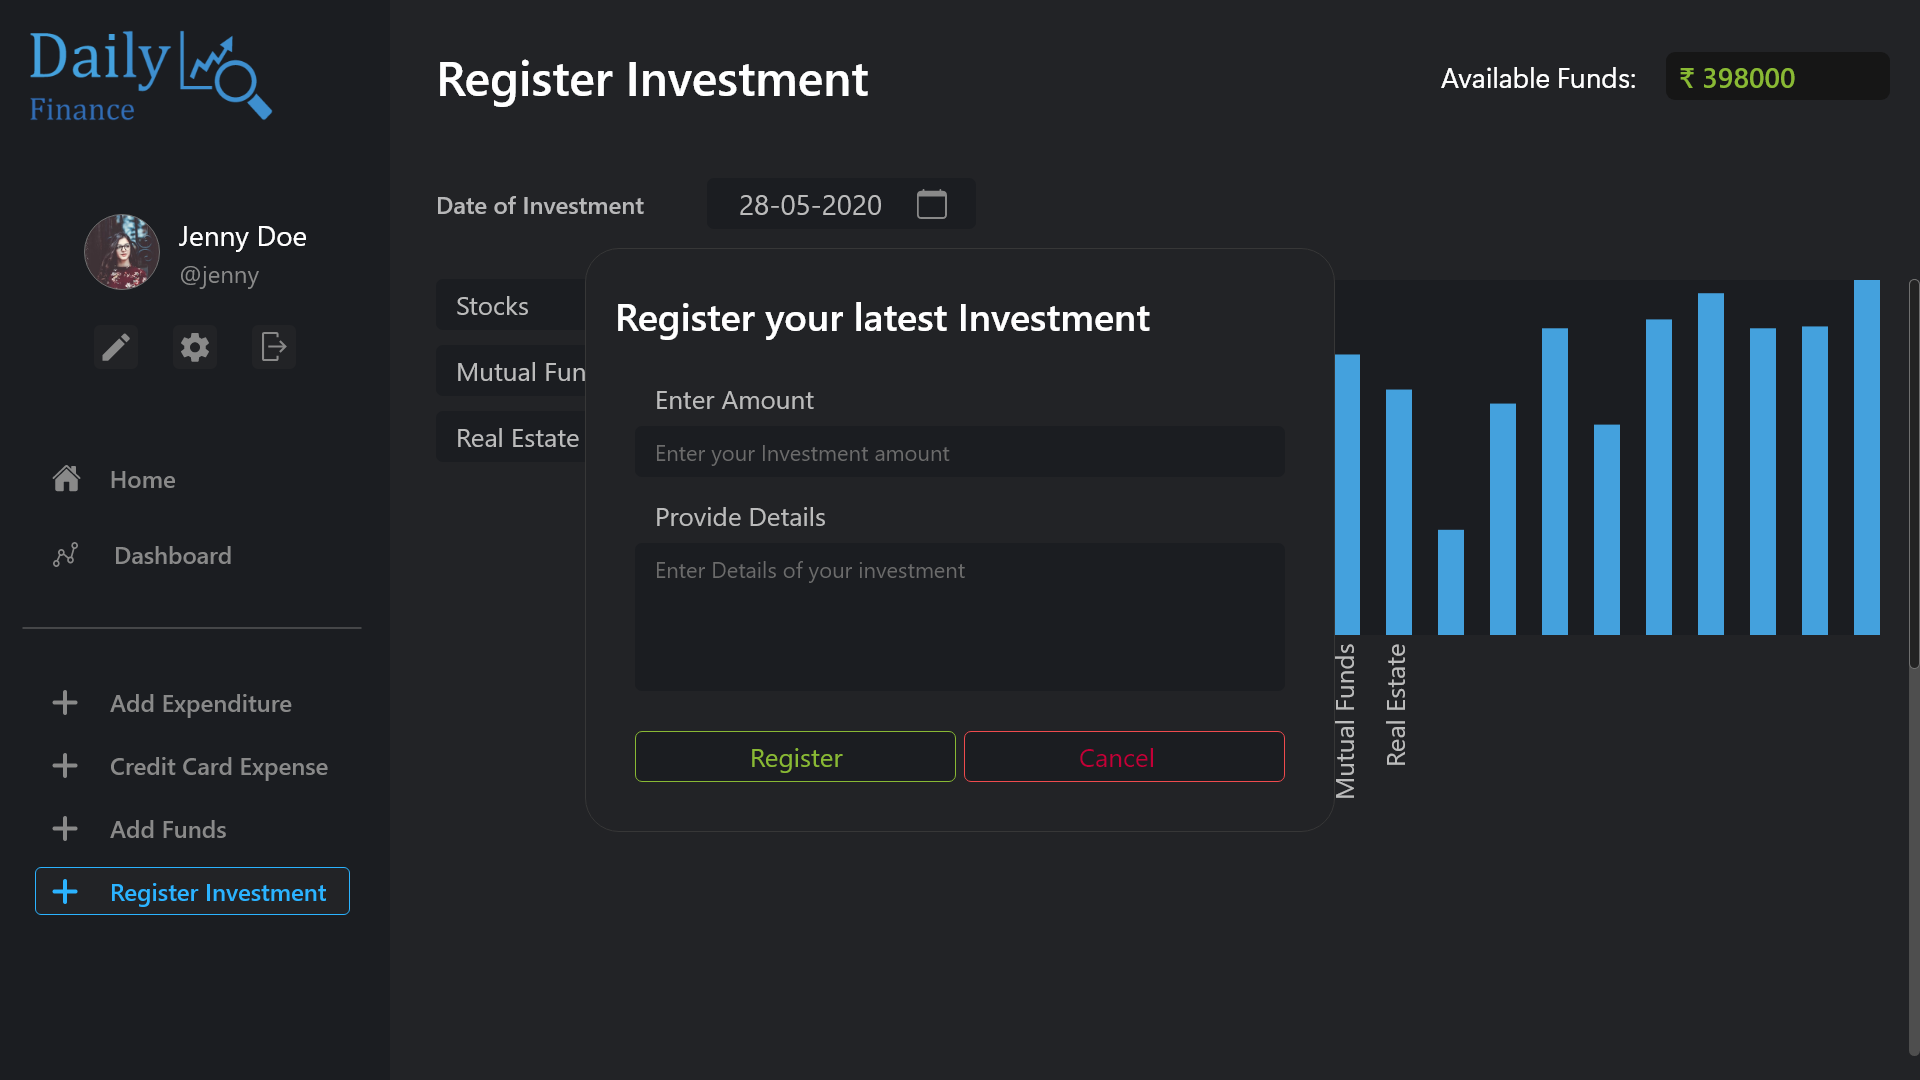 Daily
Finance
Register Investment
Available Funds:
₹ 398000
Jenny Doe
@jenny
Date of Investment
28-05-2020
Stocks
Mutual Fun
Real Estate
Register your latest Investment
Enter Amount
Enter your Investment amount
Provide Details
Enter Details of your investment
Register
Cancel
Mutual Funds
Real Estate
Home
Dashboard
Add Expenditure
Credit Card Expense
Add Funds
Register Investment